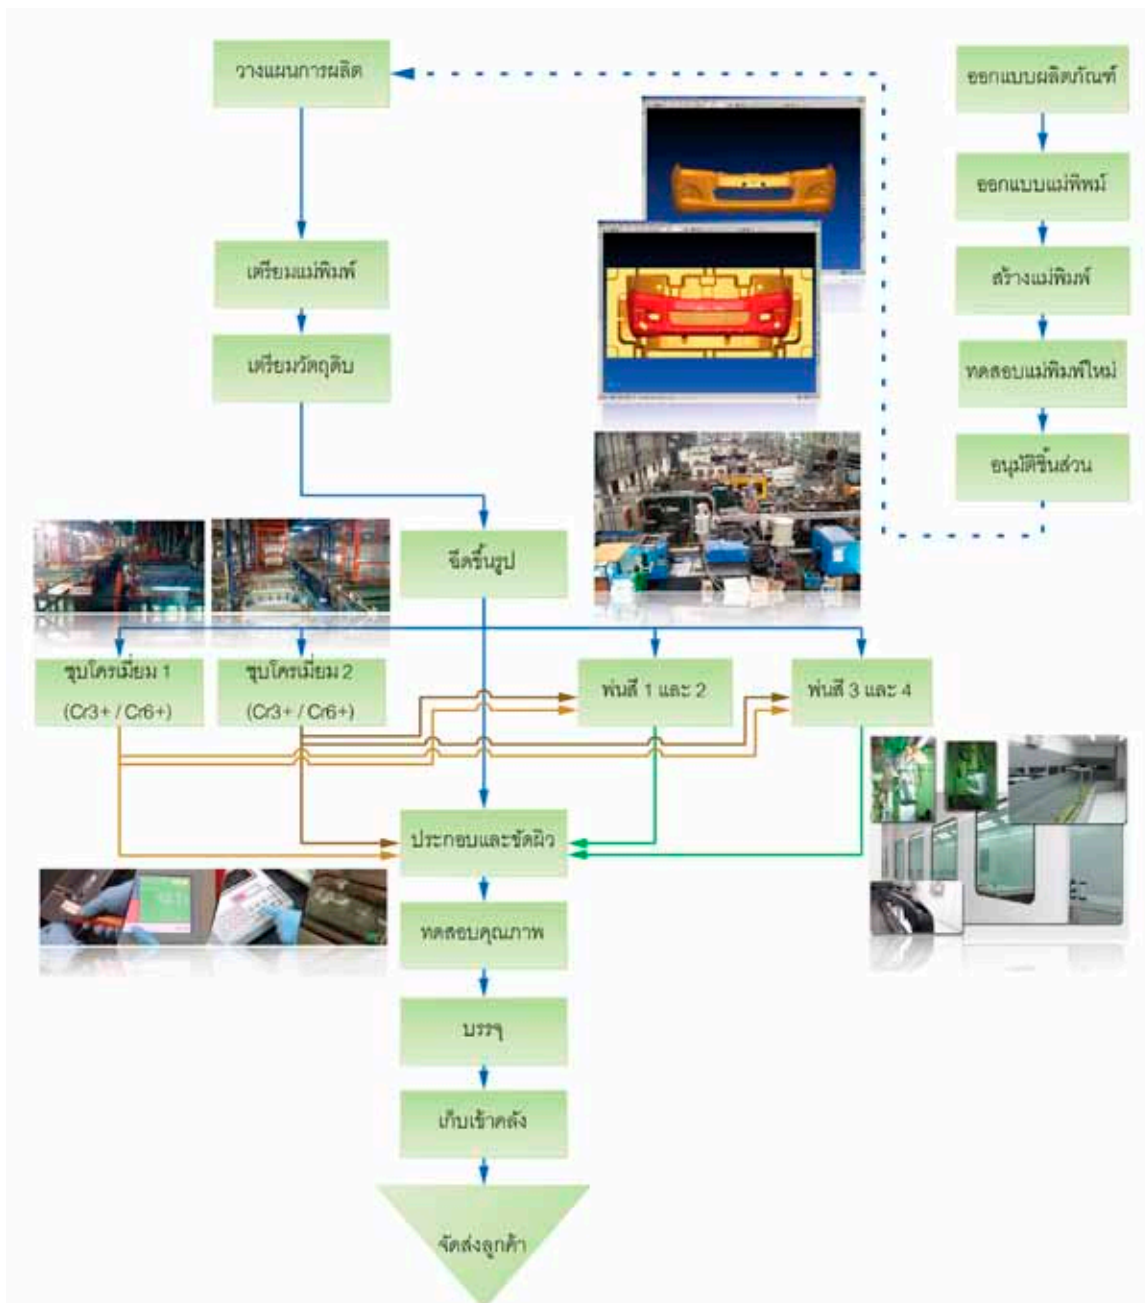 วางแผนการผลิต
ออกแบบผลิตภัณฑ์
ออกแบบแม่พิพม์
เตรียมแม่พิมพ์
สร้างแม่พิมพ์
เตรียมวัตถุดิบ
ทดสอบแม่พิมพ์ใหม่
อนุมัติชิ้นส่วน
ฉีดขึ้นรูป
ชุบโครเมี่ยม 1
(Cr3+ / Cr6+)
ชุบโครเมี่ยม 2
(Cr3+ / Cr6+)
พ่นสี 1 และ 2
พ่นสี 3 และ 4
ประกอบและขัดผิว
ทดสอบคุณภาพ
บรรจุ
เก็บเข้าคลัง
จัดส่งลูกค้า